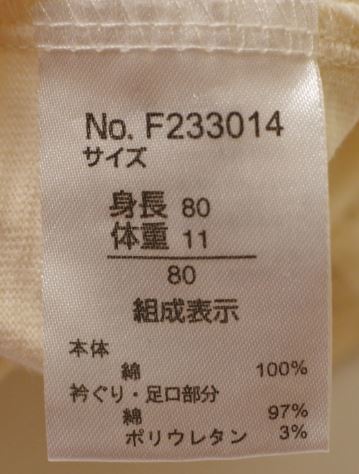 No. F233014
サイズ
身長 80
体重 11
80
組成表示
本体
綿 100%
衿ぐり・足口部分
綿 97%
ポリウレタン 3%